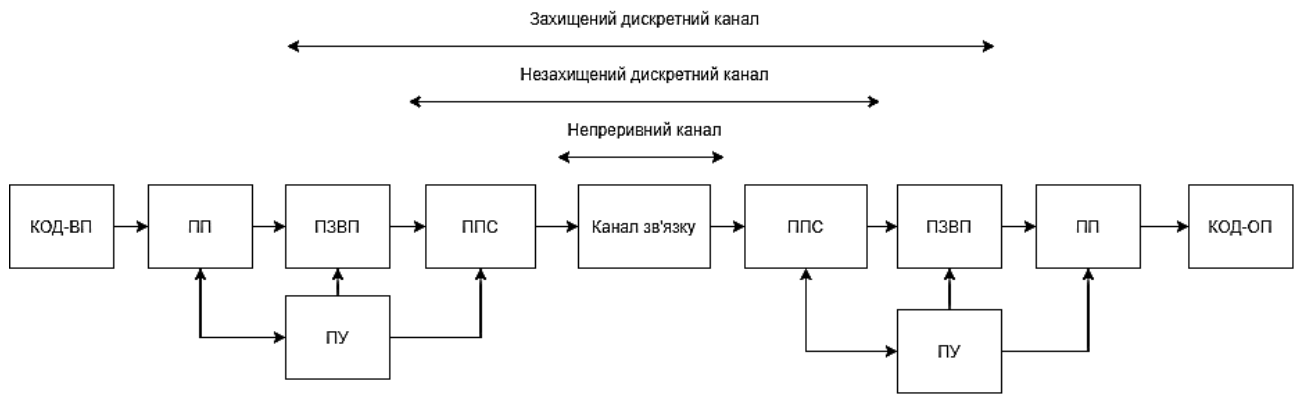 Захищений дискретний канал
Незахищений дискретний канал
Непреривний канал
КОД-ВП
ПП
ПЗВП
ППС
Канал зв'язку
ППС
ПЗВП
ПП
КОД-ОП
ПУ
ПУ